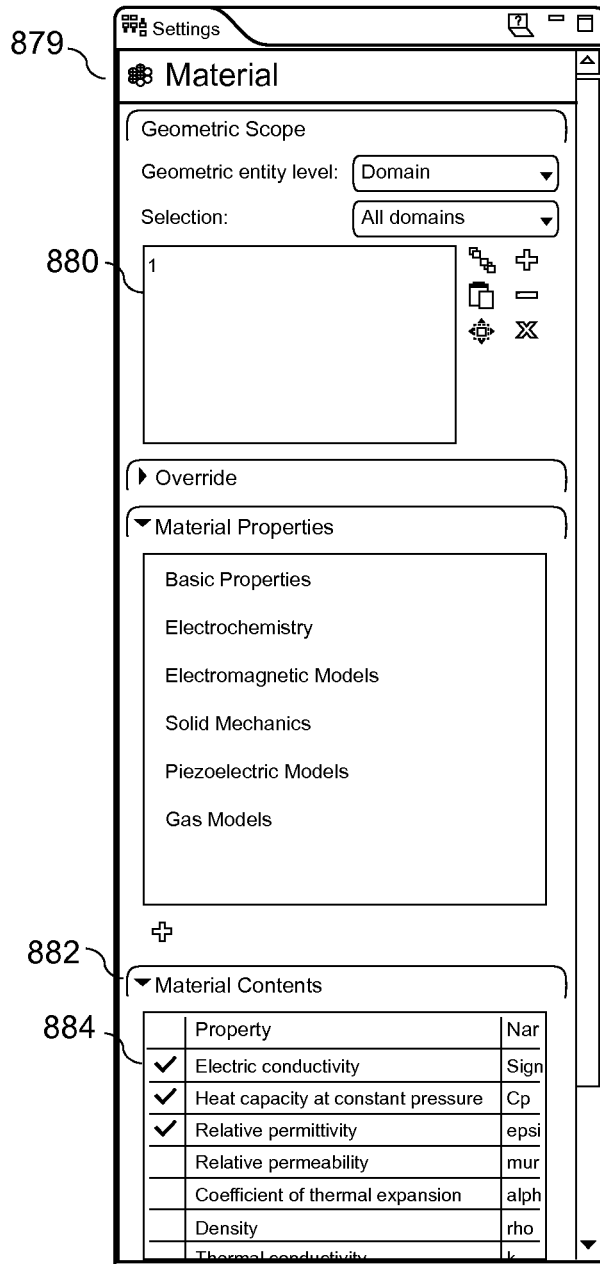 Settings
?
879
Material
Geometric Scope
Geometric entity level: Domain
Selection: All domains
880
1
Override
Material Properties
Basic Properties
Electrochemistry
Electromagnetic Models
Solid Mechanics
Piezoelectric Models
Gas Models
882
Material Contents
884
Property Nar
Electric conductivity Sign
Heat capacity at constant pressure Cp
Relative permittivity epsi
Relative permeability mur
Coefficient of thermal expansion alph
Density rho
Thermal conductivity k